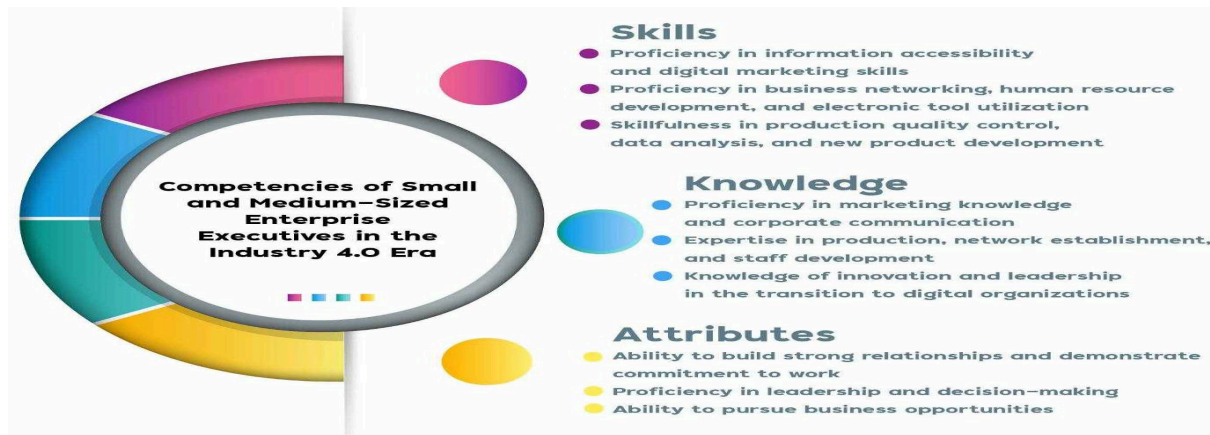 Competencies of Small
and Medium-Sized
Enterprise
Executives in the
Industry 4.0 Era
Skills
Proficiency in information accessibility
and digital marketing skills
Proficiency in business networking, human resource
development, and electronic tool utilization
Skillfulness in production quality control,
data analysis, and new product development
Knowledge
Proficiency in marketing knowledge
and corporate communication
Expertise in production, network establishment,
and staff development
Knowledge of innovation and leadership
in the transition to digital organizations
Attributes
Ability to build strong relationships and demonstrate
commitment to work
Proficiency in leadership and decision-making
Ability to pursue business opportunities